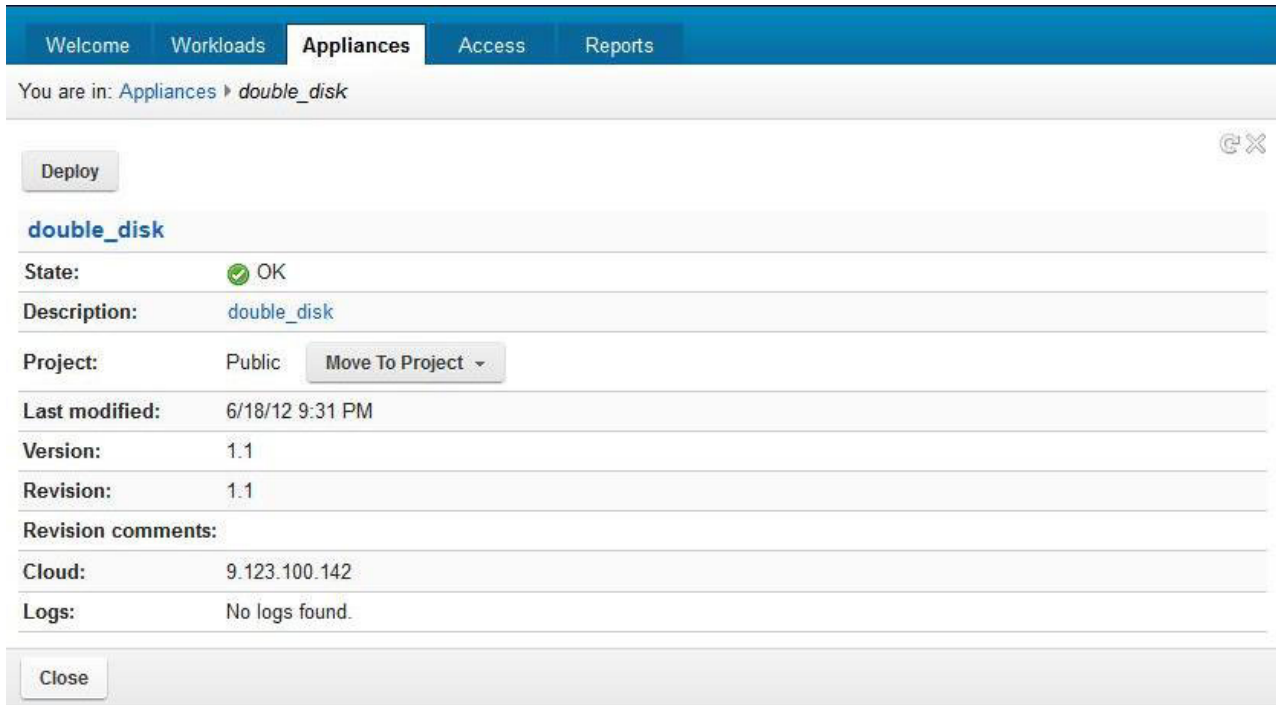 Welcome Workloads Appliances Access Reports
You are in: Appliances double_disk
Deploy
double_disk
State: OK
Description: double_disk
Project: Public Move To Project
Last modified: 6/18/12 9:31 PM
Version: 1.1
Revision: 1.1
Revision comments:
Cloud: 9.123.100.142
Logs: No logs found.
Close